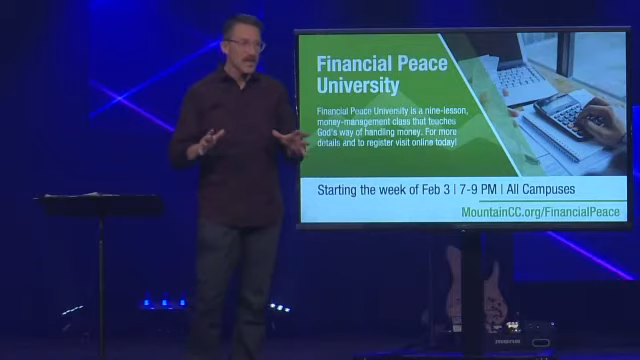 Financial Peace
University
Financial Peace University is a nine-lesson,
money-management class that touches
God's way of handling money. For more
details and to register visit online today!
Starting the week of Feb 3 | 7-9 PM | All Campuses
MountainCC.org/FinancialPeace